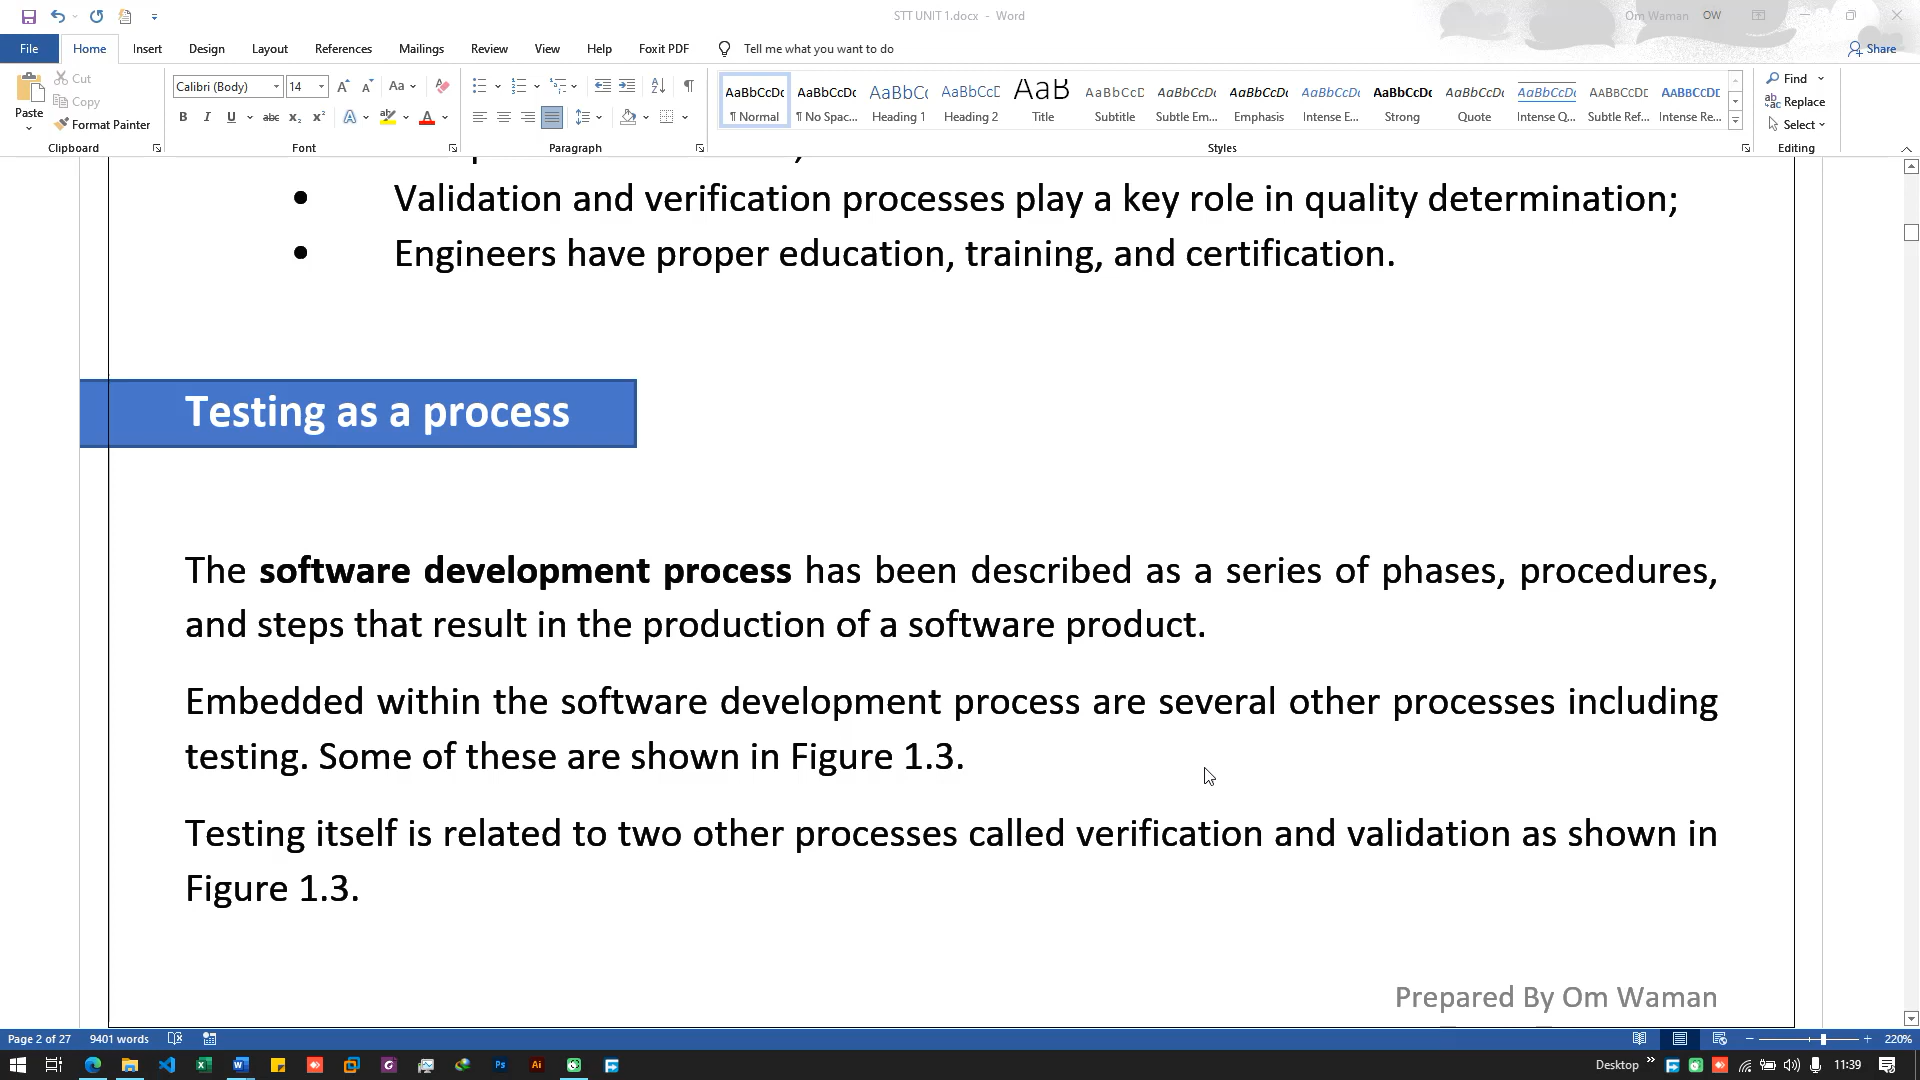 STT UNIT 1.docx - Word
Om Waman OW
File Home Insert Design Layout References Mailings Review View Help Foxit PDF Tell me what you want to do Share
Paste Cut Copy Format Painter Clipboard
Calibri (Body) 14 Font
Paragraph
AaBbCcDc ¶ Normal
AaBbCcDc ¶ No Spac...
AaBbC( Heading 1
AaBbCcE Heading 2
AaB Title
AaBbCcD Subtitle
AaBbCcDc Subtle Em...
AaBbCcDc Emphasis
AaBbCcDc Intense E...
AaBbCcDc Strong
AaBbCcDc Quote
AaBbCcDc Intense Q...
AaBbCcDc Subtle Ref...
AaBbCcDc Intense Re...
Styles
Find Replace Select Editing
• Validation and verification processes play a key role in quality determination;
• Engineers have proper education, training, and certification.
Testing as a process
The software development process has been described as a series of phases, procedures,
and steps that result in the production of a software product.
Embedded within the software development process are several other processes including
testing. Some of these are shown in Figure 1.3.
Testing itself is related to two other processes called verification and validation as shown in
Figure 1.3.
Prepared By Om Waman
Page 2 of 27 9401 words 220%
Desktop 11:39